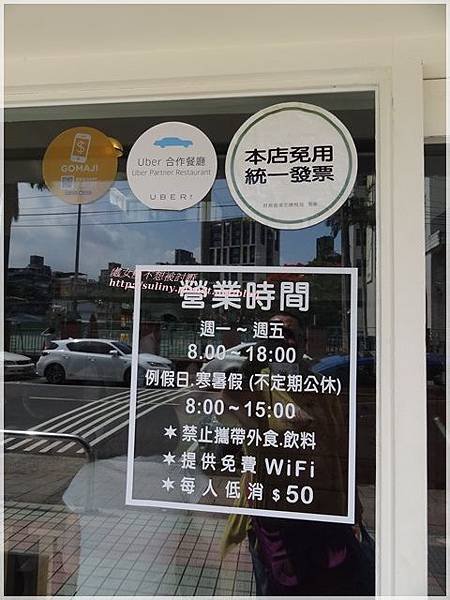 GOMAJI
Uber 合作餐廳
Uber Partner Restaurant
UBER
本店免用
統一發票
營業時間
週一~週五
8.00~18:00
例假日.寒暑假 (不定期公休)
8:00~15:00
✶禁止攜帶外食.飲料
✶提供免費 WiFi
✶每人低消 $50